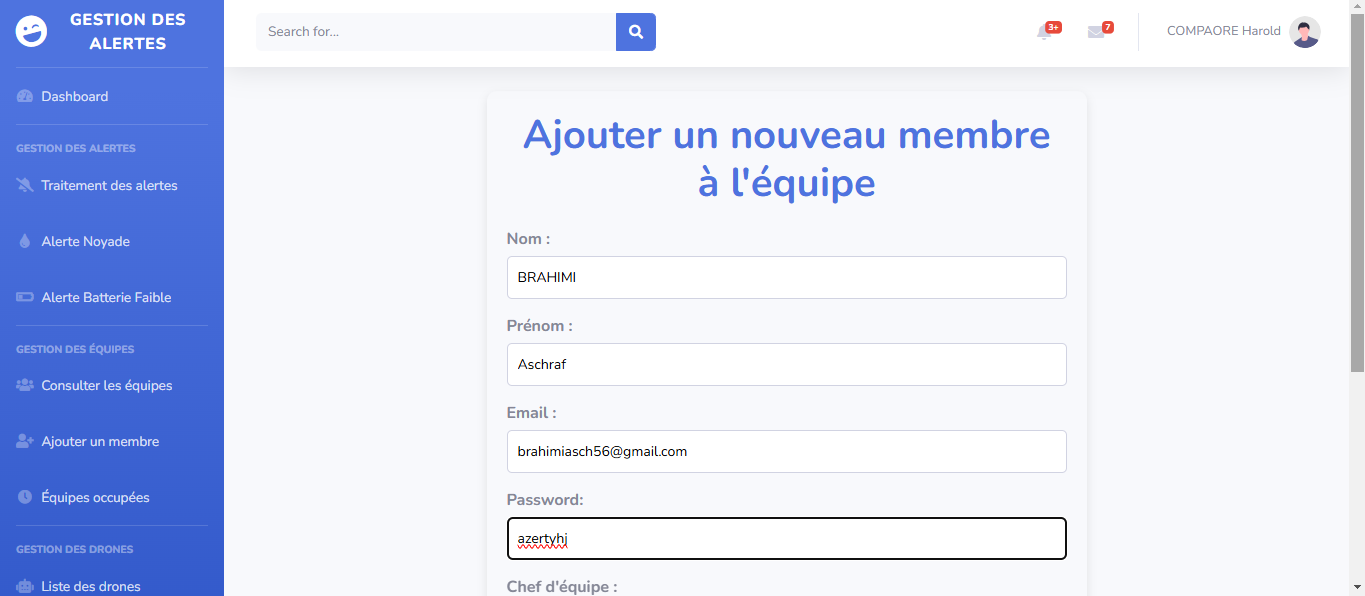 GESTION DES
ALERTES
Search for...
3+
7
COMPAORE Harold
Dashboard
GESTION DES ALERTES
Traitement des alertes
Alerte Noyade
Alerte Batterie Faible
GESTION DES ÉQUIPES
Consulter les équipes
Ajouter un membre
Équipes occupées
GESTION DES DRONES
Liste des drones
Ajouter un nouveau membre
à l'équipe
Nom :
BRAHIMI
Prénom :
Aschraf
Email :
brahimiasch56@gmail.com
Password:
azertyhj
Chef d'équipe :